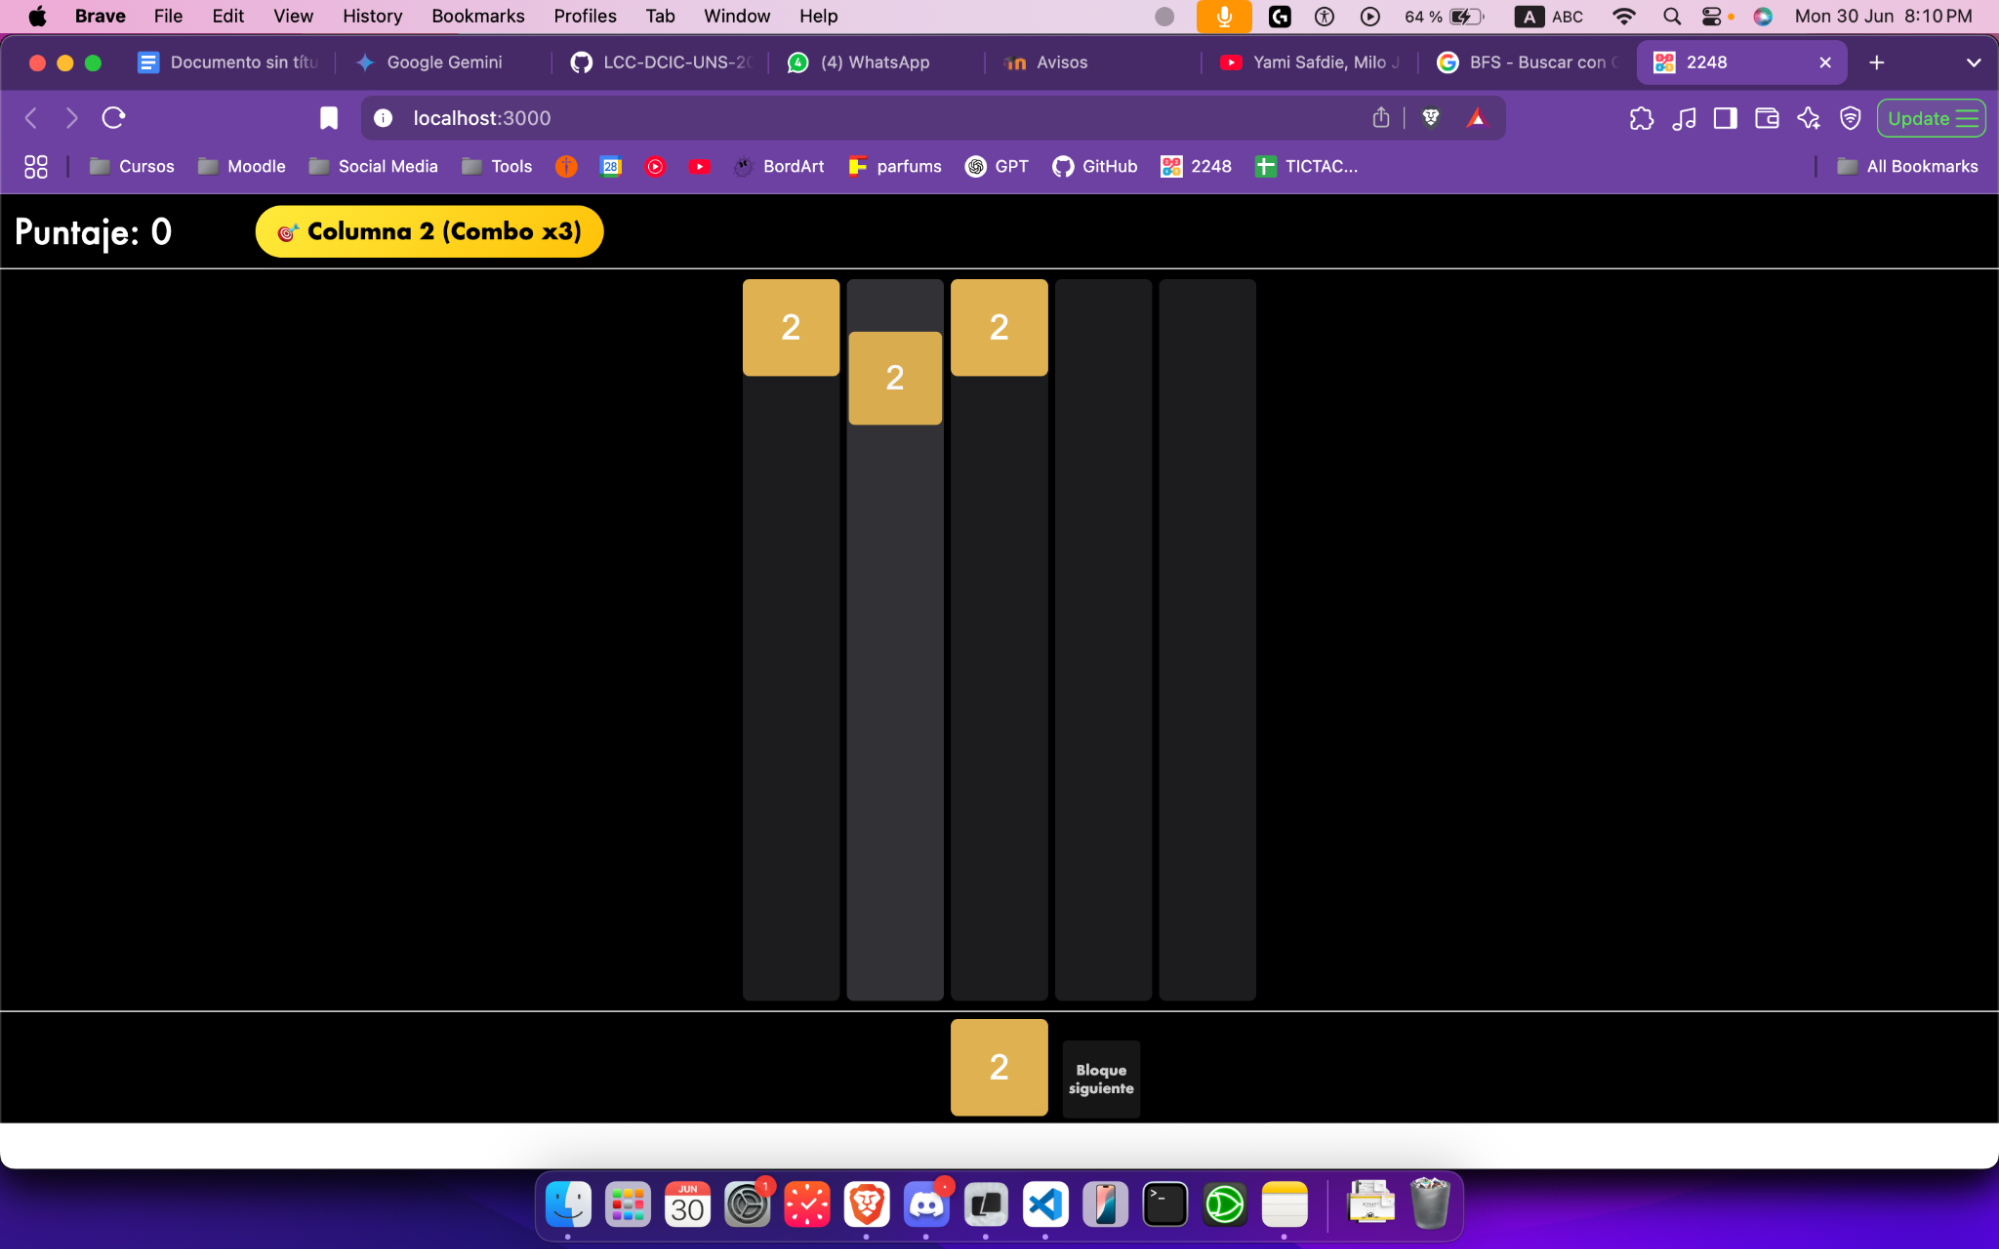 Brave File Edit View History Bookmarks Profiles Tab Window Help 64 % A ABC Mon 30 Jun 8:10 PM
Documento sin títu Google Gemini LCC-DCIC-UNS-20 (4) WhatsApp Avisos Yami Safdie, Milo J BFS - Buscar con G 2248
localhost:3000 Update
Cursos Moodle Social Media Tools 28 BordArt parfums GPT GitHub 2248 TICTAC... All Bookmarks
Puntaje: 0 Columna 2 (Combo x3)
2 2
2
2
Bloque
siguiente
JUN
30
1